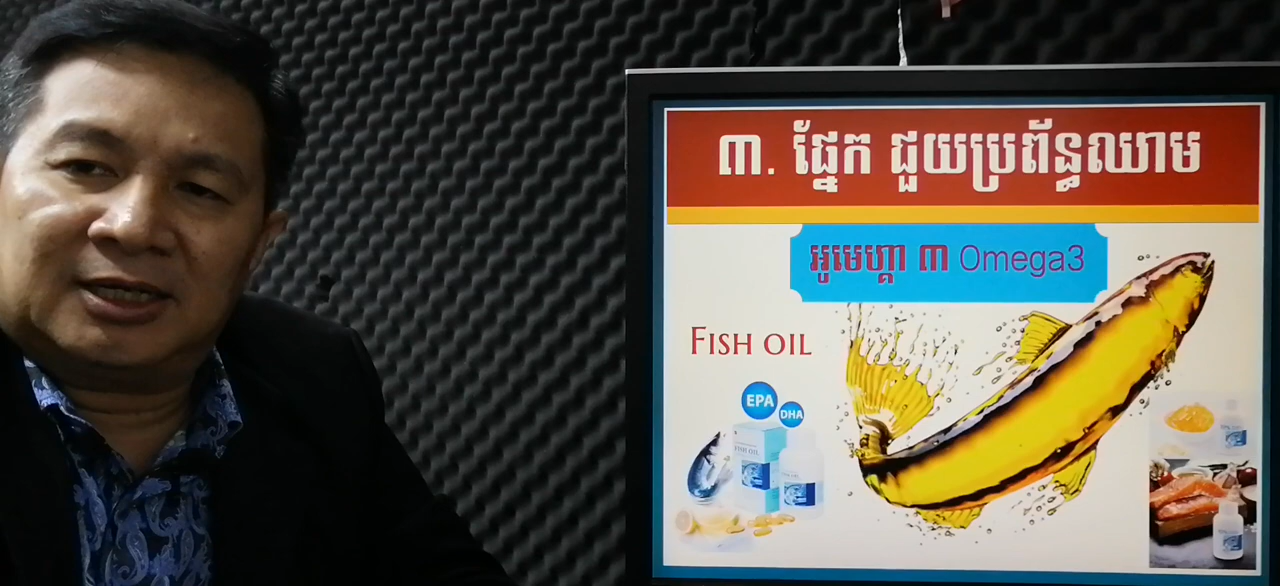 ៣. ផ្នែក ជួយប្រព័ន្ធឈាម
អូមេហ្គា ៣ Omega3
FISH OIL
EPA
DHA
FISH OIL